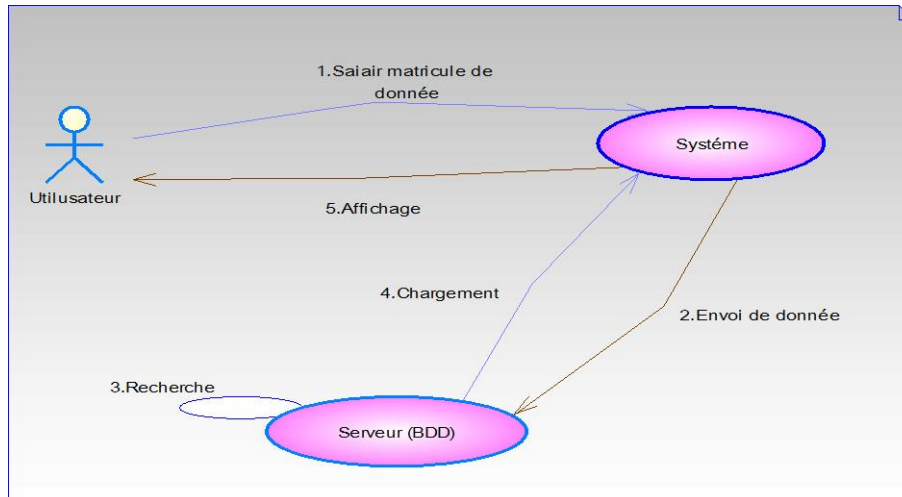 1.Saiair matricule de
donnée
Systéme
Utilusateur
5.Affichage
4.Chargement
2.Envoi de donnée
3.Recherche
Serveur (BDD)